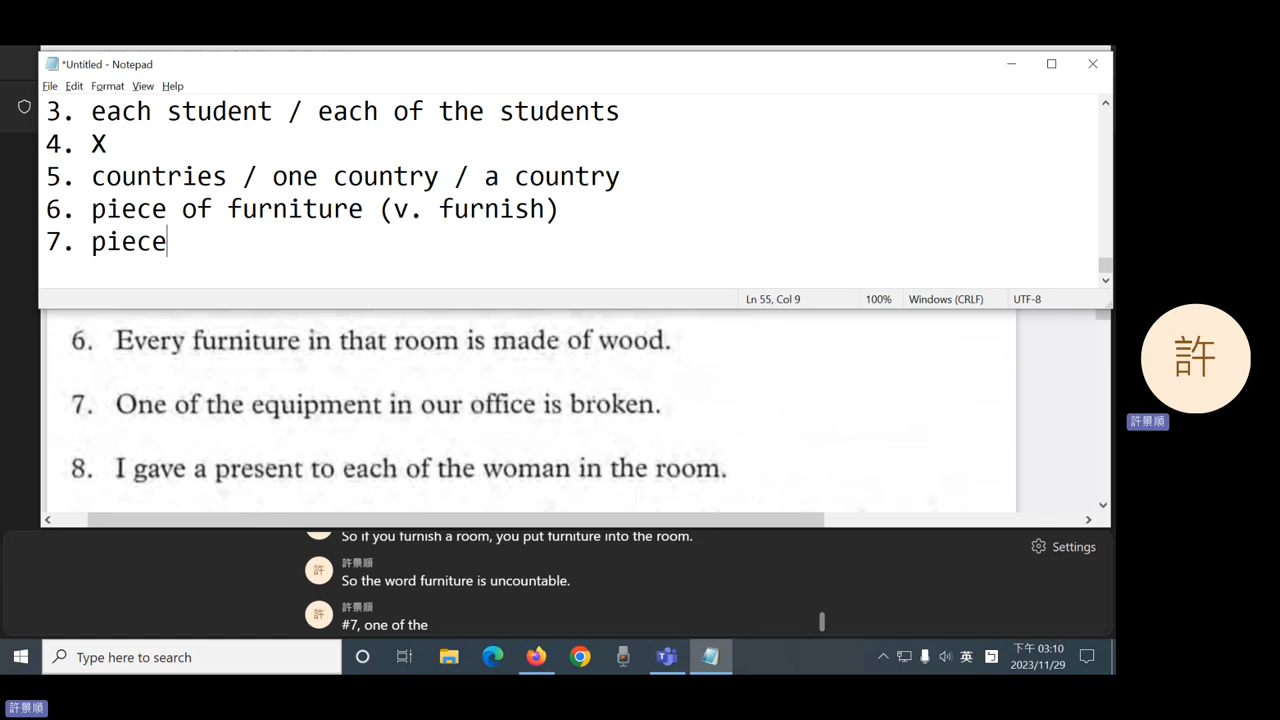 *Untitled - Notepad
File Edit Format View Help
3. each student / each of the students
4. X
5. countries / one country / a country
6. piece of furniture (v. furnish)
7. piece
Ln 55, Col 9 100% Windows (CRLF) UTF-8
6. Every furniture in that room is made of wood.
7. One of the equipment in our office is broken.
8. I gave a present to each of the woman in the room.
許
許景順
So if you furnish a room, you put furniture into the room.
Settings
許景順
許
So the word furniture is uncountable.
許景順
許
#7, one of the
Type here to search
英
下午 03:10
2023/11/29
許景順